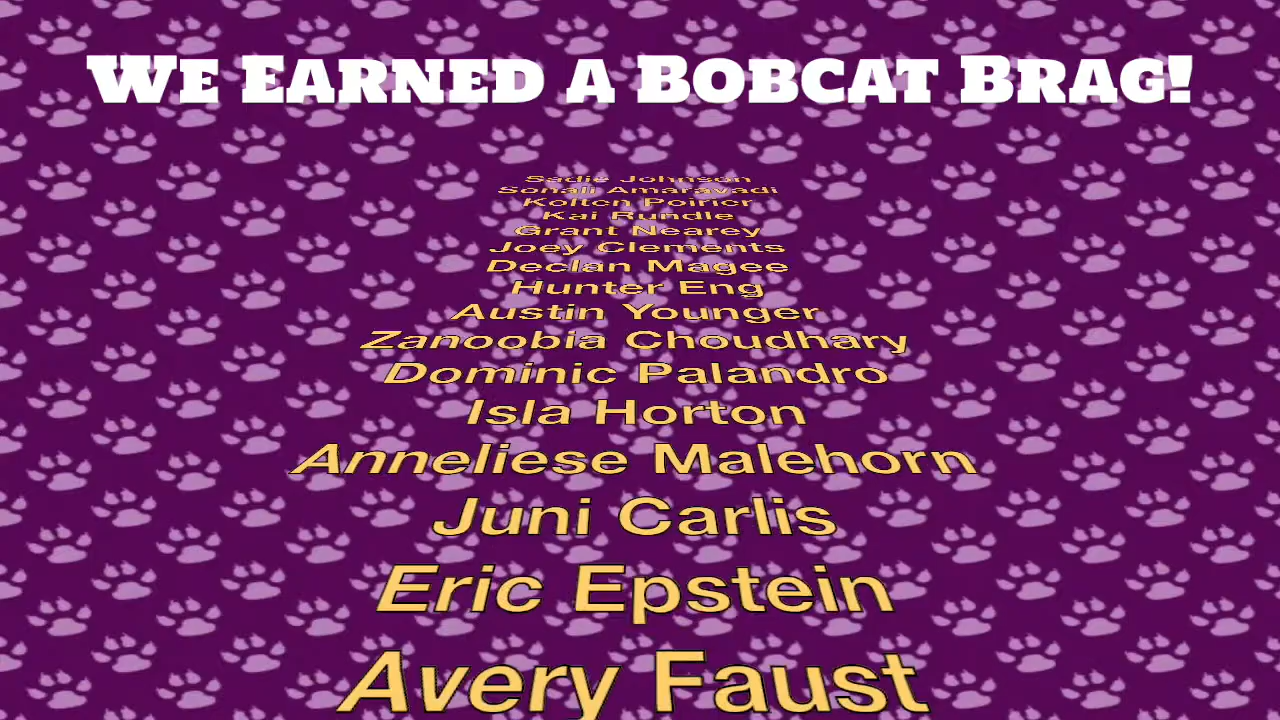 We Earned a Bobcat Brag!
Sadie Johnson
Sonali Amaravadi
Kolten Poirier
Kai Rundle
Grant Nearey
Joey Clements
Declan Magee
Hunter Eng
Austin Younger
Zanoobia Choudhary
Dominic Palandro
Isla Horton
Anneliese Malehorn
Juni Carlis
Eric Epstein
Avery Faust